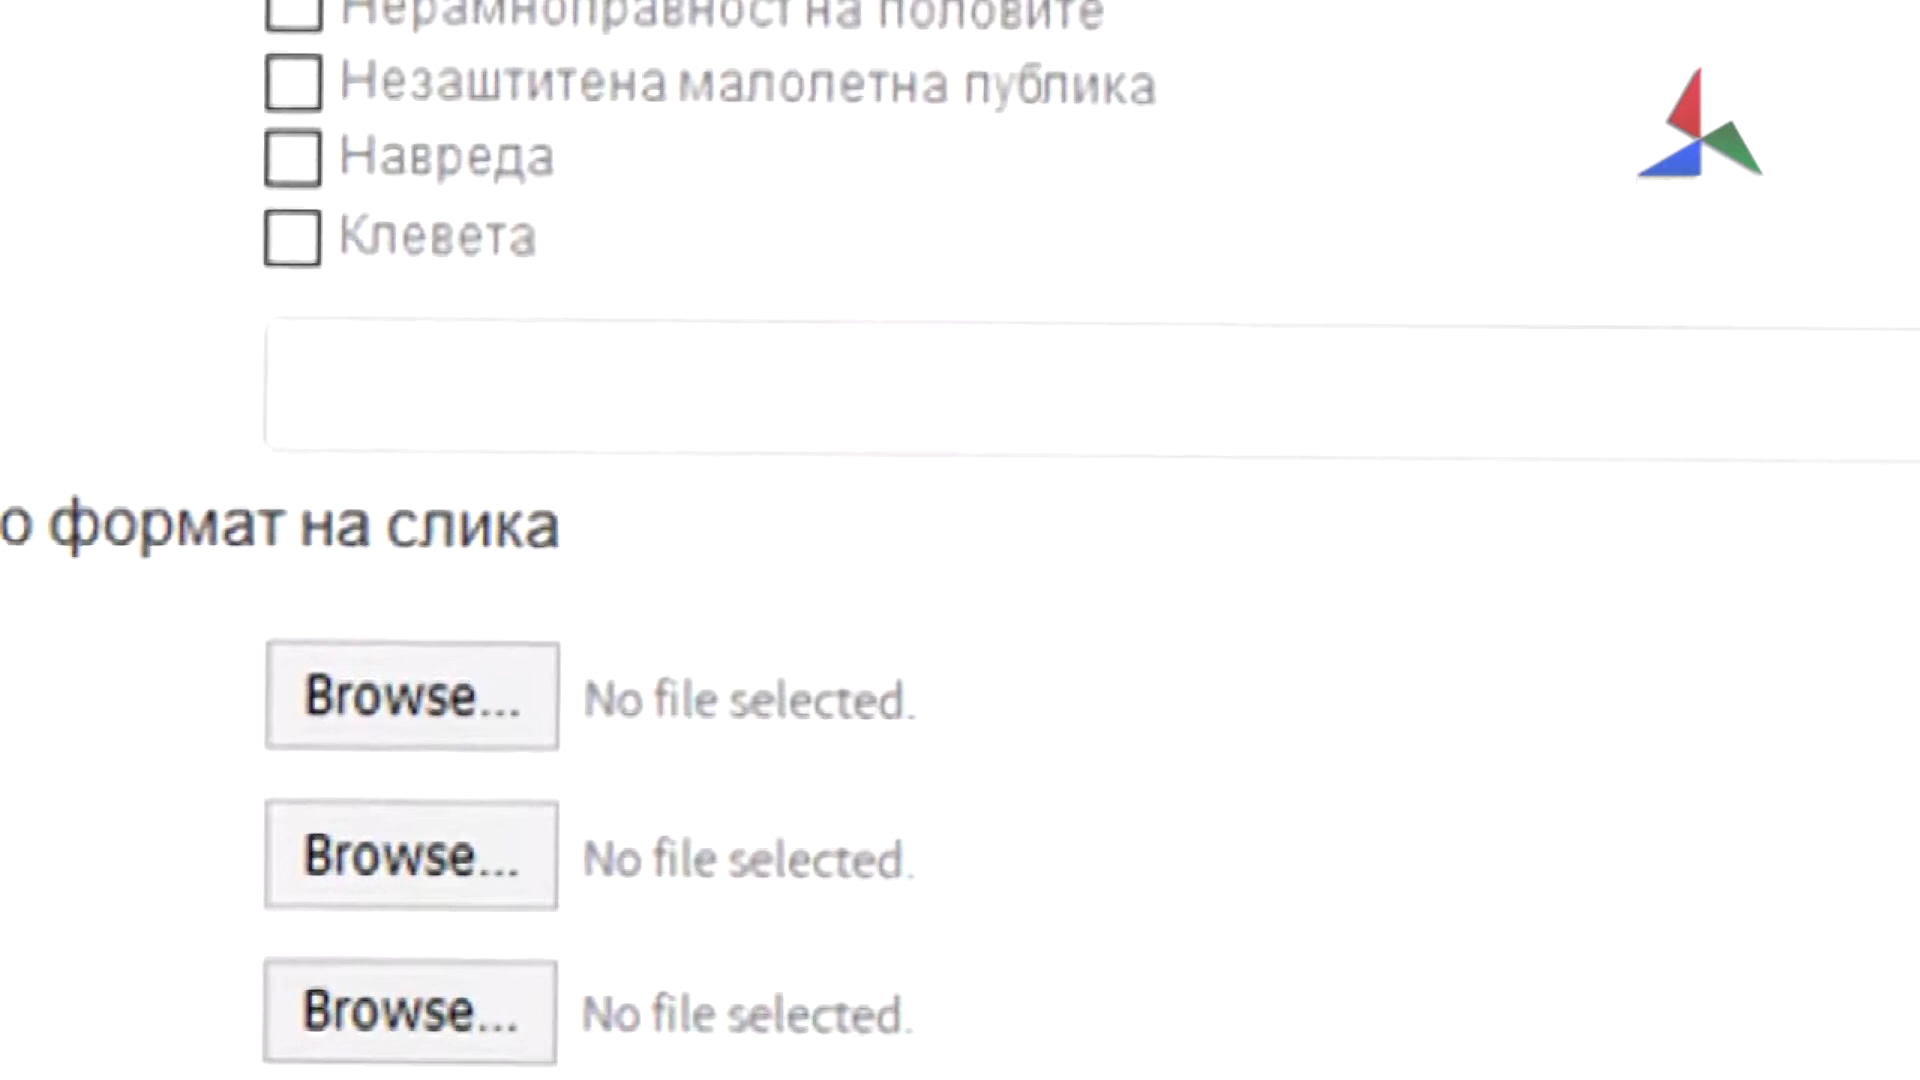 Нерамноправност на половите
Незаштитена малолетна публика
Навреда
Клевета
о формат на слика
Browse... No file selected.
Browse... No file selected.
Browse... No file selected.